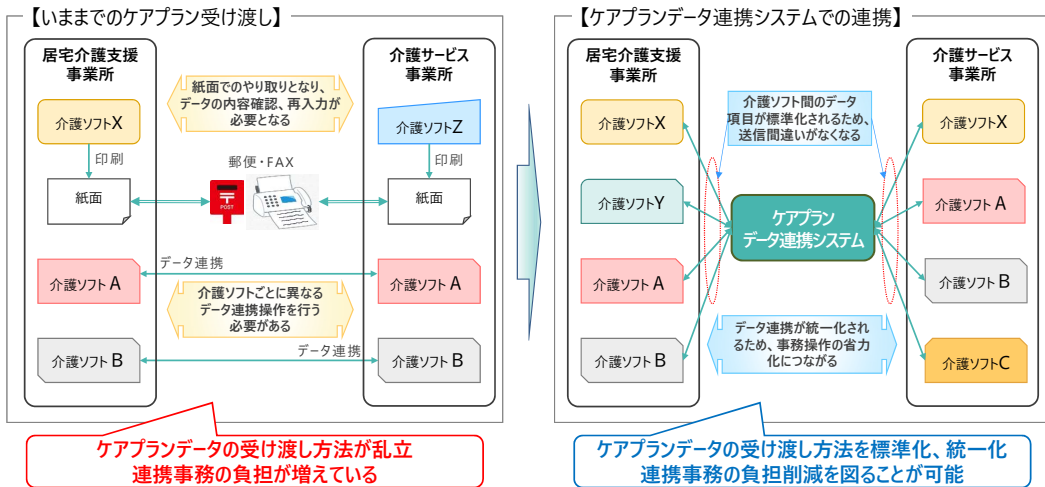 【いままでのケアプラン受け渡し】
居宅介護支援
事業所
介護サービス
事業所
紙面でのやり取りとなり、
データの内容確認、再入力が
必要となる
介護ソフトX
介護ソフトZ
印刷
印刷
郵便・FAX
紙面
POST
紙面
データ連携
介護ソフト A
介護ソフト A
介護ソフトごとに異なる
データ連携操作を行う
必要がある
データ連携
介護ソフト B
介護ソフト B
ケアプランデータの受け渡し方法が乱立
連携事務の負担が増えている
【ケアプランデータ連携システムでの連携】
居宅介護支援
事業所
介護サービス
事業所
介護ソフト間のデータ
項目が標準化されるため、
送信間違いがなくなる
介護ソフトX
介護ソフトX
介護ソフトY
介護ソフト A
ケアプラン
データ連携システム
介護ソフト A
介護ソフト B
データ連携が統一化され
るため、事務操作の省力
化につながる
介護ソフト B
介護ソフトC
ケアプランデータの受け渡し方法を標準化、統一化
連携事務の負担削減を図ることが可能